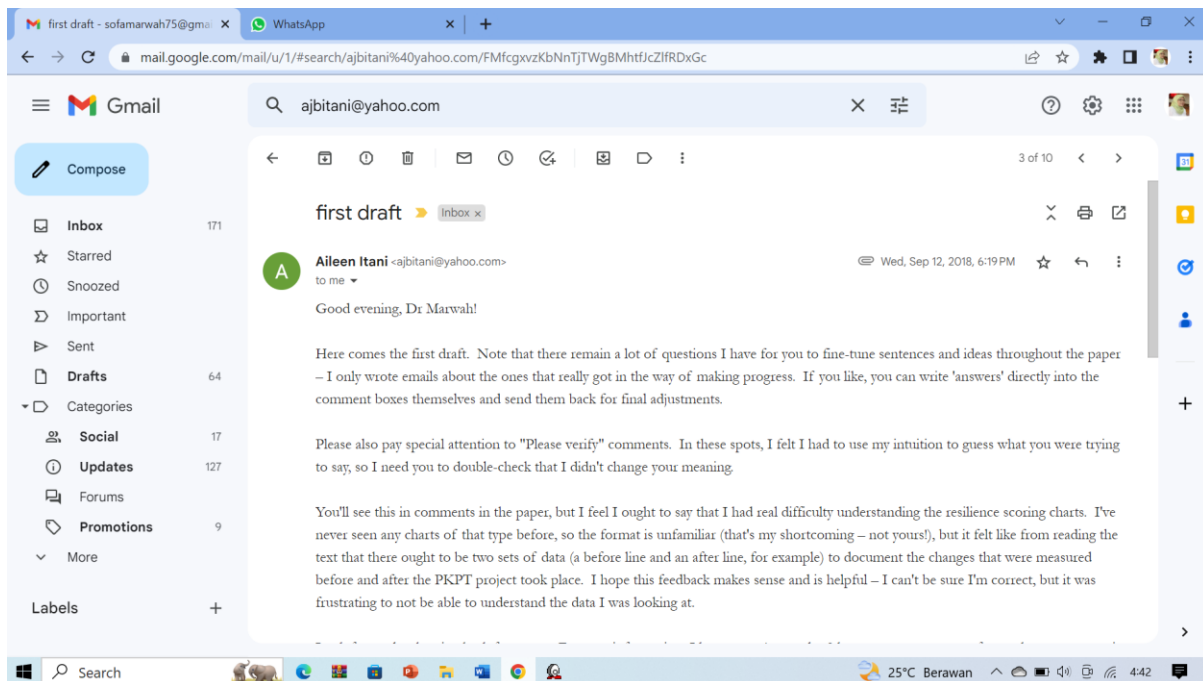 first draft - sofamarwah75@gma
WhatsApp
mail.google.com/mail/u/1/#search/ajbitani%40yahoo.com/FMfcgxvzKbNnTjTWgBMhtfJcZlfRDxGc
Gmail
ajbitani@yahoo.com
Compose
3 of 10
31
first draft
Inbox x
Inbox 171
Starred
Snoozed
Important
Sent
Drafts 64
Categories
Social 17
Updates 127
Forums
Promotions 9
More
Labels
A
Aileen Itani <ajbitani@yahoo.com>
Wed, Sep 12, 2018, 6:19 PM
to me
Good evening, Dr Marwah!
Here comes the first draft. Note that there remain a lot of questions I have for you to fine-tune sentences and ideas throughout the paper
– I only wrote emails about the ones that really got in the way of making progress. If you like, you can write 'answers' directly into the
comment boxes themselves and send them back for final adjustments.
Please also pay special attention to "Please verify" comments. In these spots, I felt I had to use my intuition to guess what you were trying
to say, so I need you to double-check that I didn't change your meaning.
You'll see this in comments in the paper, but I feel I ought to say that I had real difficulty understanding the resilience scoring charts. I've
never seen any charts of that type before, so the format is unfamiliar (that's my shortcoming – not yours!), but it felt like from reading the
text that there ought to be two sets of data (a before line and an after line, for example) to document the changes that were measured
before and after the PKPT project took place. I hope this feedback makes sense and is helpful – I can't be sure I'm correct, but it was
frustrating to not be able to understand the data I was looking at.
Search
25°C Berawan
4:42